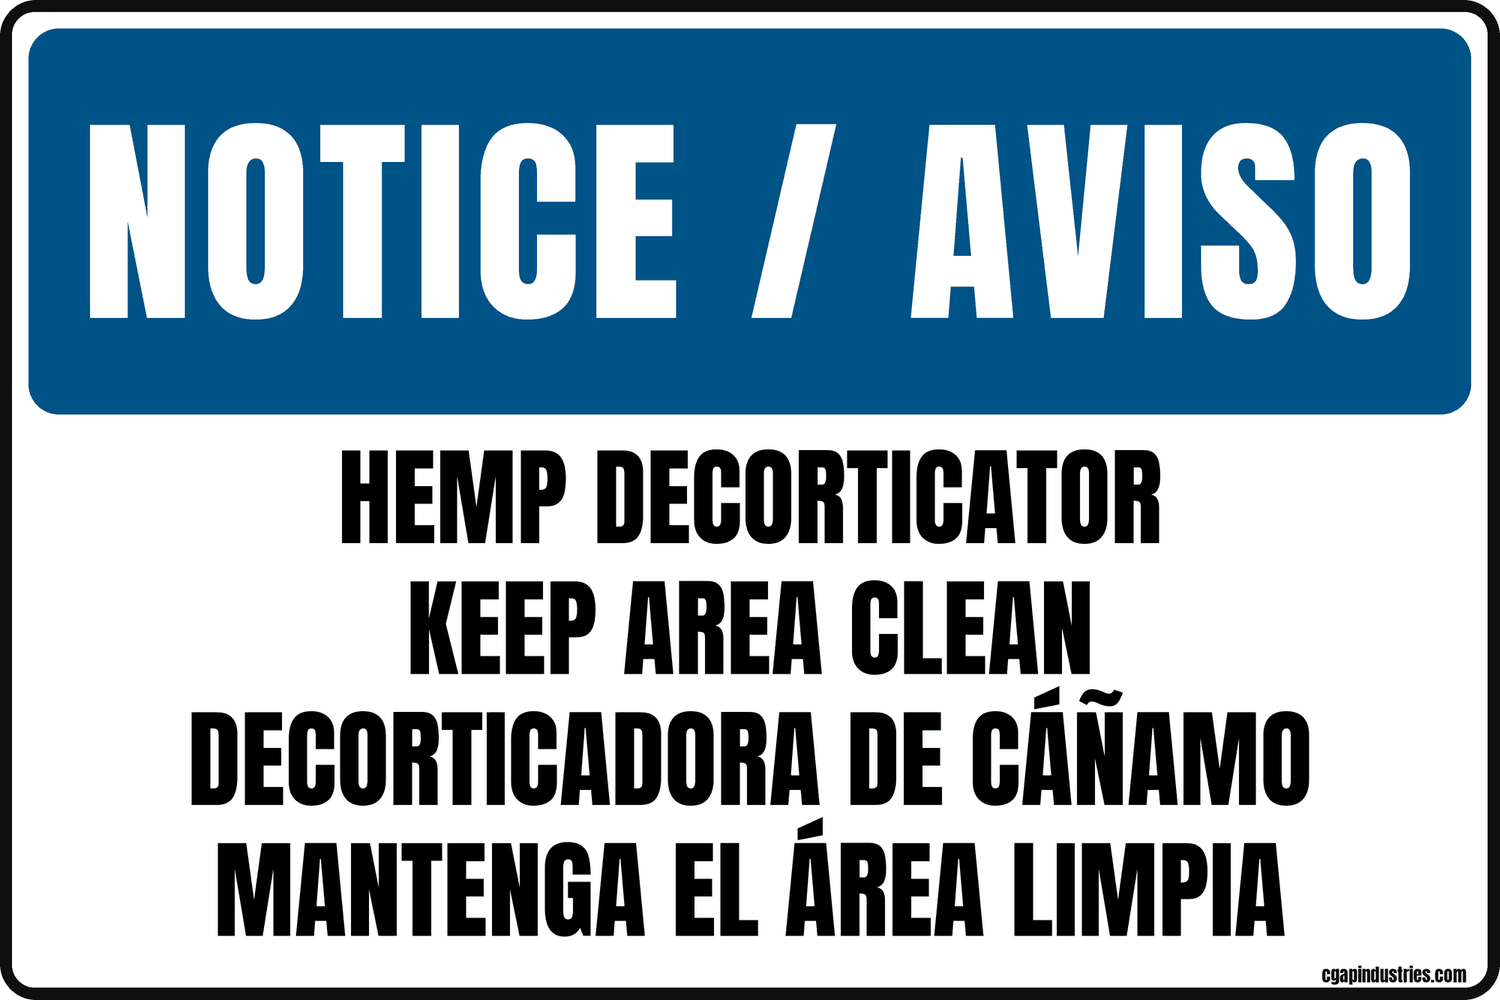 NOTICE / AVISO
HEMP DECORTICATOR
KEEP AREA CLEAN
DECORTICADORA DE CÁÑAMO
MANTENGA EL ÁREA LIMPIA
cgapindustries.com